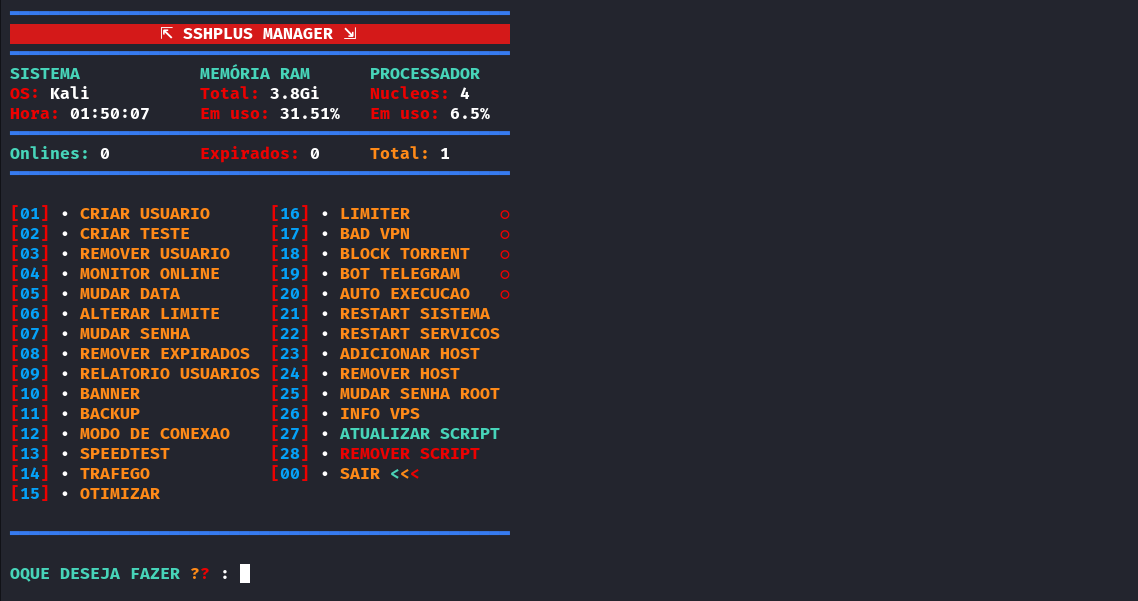 ⇱ SSHPLUS MANAGER ⇲
SISTEMA MEMÓRIA RAM PROCESSADOR
OS: Kali Total: 3.8Gi Nucleos: 4
Hora: 01:50:07 Em uso: 31.51% Em uso: 6.5%
Onlines: 0 Expirados: 0 Total: 1
[01] • CRIAR USUARIO [16] • LIMITER ○
[02] • CRIAR TESTE [17] • BAD VPN ○
[03] • REMOVER USUARIO [18] • BLOCK TORRENT ○
[04] • MONITOR ONLINE [19] • BOT TELEGRAM ○
[05] • MUDAR DATA [20] • AUTO EXECUCAO ○
[06] • ALTERAR LIMITE [21] • RESTART SISTEMA
[07] • MUDAR SENHA [22] • RESTART SERVICOS
[08] • REMOVER EXPIRADOS [23] • ADICIONAR HOST
[09] • RELATORIO USUARIOS [24] • REMOVER HOST
[10] • BANNER [25] • MUDAR SENHA ROOT
[11] • BACKUP [26] • INFO VPS
[12] • MODO DE CONEXAO [27] • ATUALIZAR SCRIPT
[13] • SPEEDTEST [28] • REMOVER SCRIPT
[14] • TRAFEGO [00] • SAIR <<<
[15] • OTIMIZAR
OQUE DESEJA FAZER ?? :